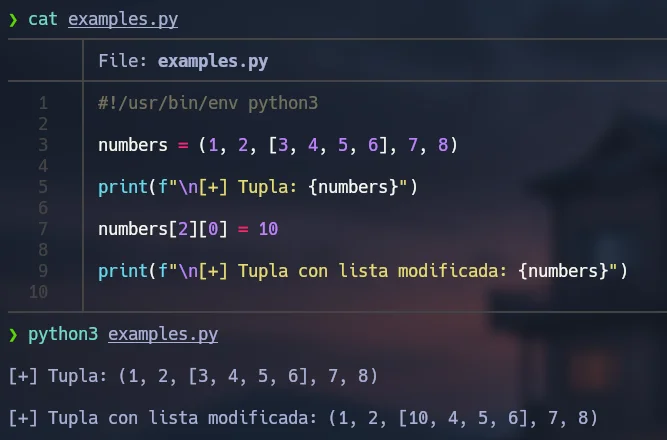 ❯ cat examples.py
File: examples.py
1 #!/usr/bin/env python3
2
3 numbers = (1, 2, [3, 4, 5, 6], 7, 8)
4
5 print(f"\n[+] Tupla: {numbers}")
6
7 numbers[2][0] = 10
8
9 print(f"\n[+] Tupla con lista modificada: {numbers}")
10
❯ python3 examples.py
[+] Tupla: (1, 2, [3, 4, 5, 6], 7, 8)
[+] Tupla con lista modificada: (1, 2, [10, 4, 5, 6], 7, 8)